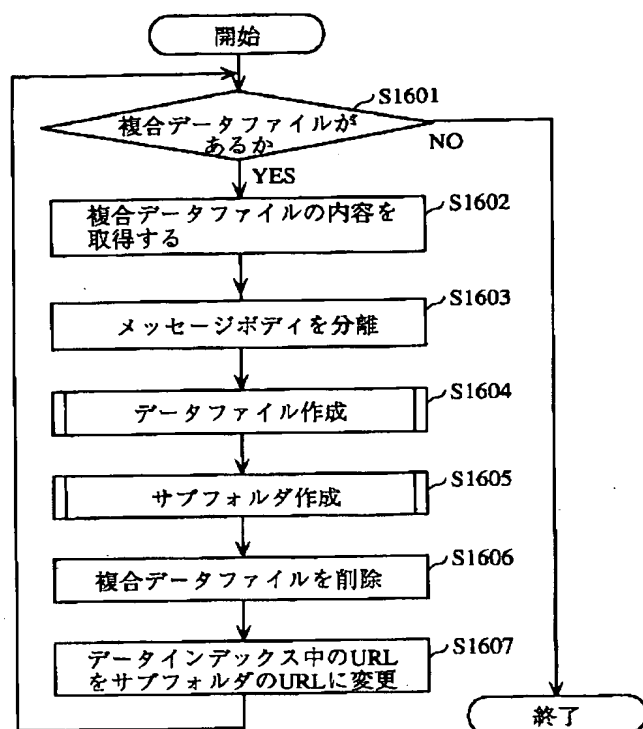 開始
S1601
複合データファイルが
あるか
NO
YES
S1602
複合データファイルの内容を
取得する
S1603
メッセージボディを分離
S1604
データファイル作成
S1605
サブフォルダ作成
S1606
複合データファイルを削除
S1607
データインデックス中のURL
をサブフォルダのURLに変更
終了